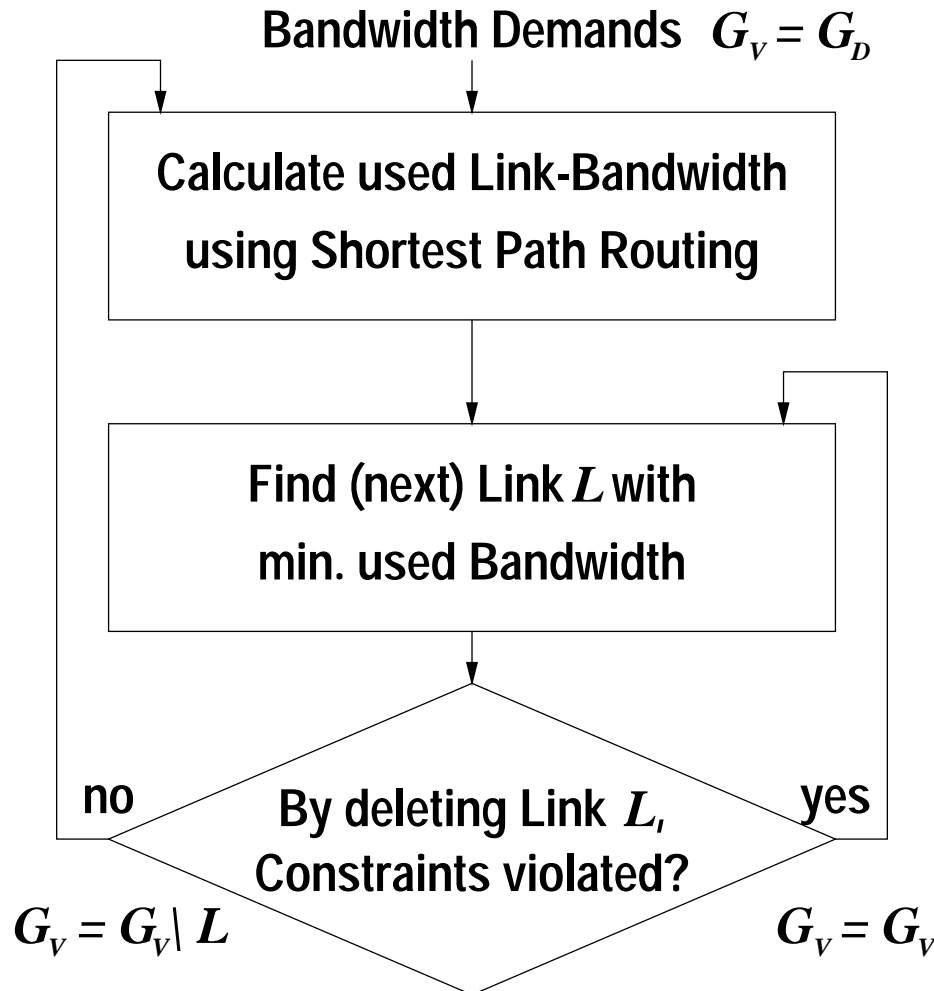 Bandwidth Demands G_V = G_D
Calculate used Link-Bandwidth
using Shortest Path Routing
Find (next) Link L with
min. used Bandwidth
no
yes
By deleting Link L,
Constraints violated?
G_V = G_V \ L
G_V = G_V